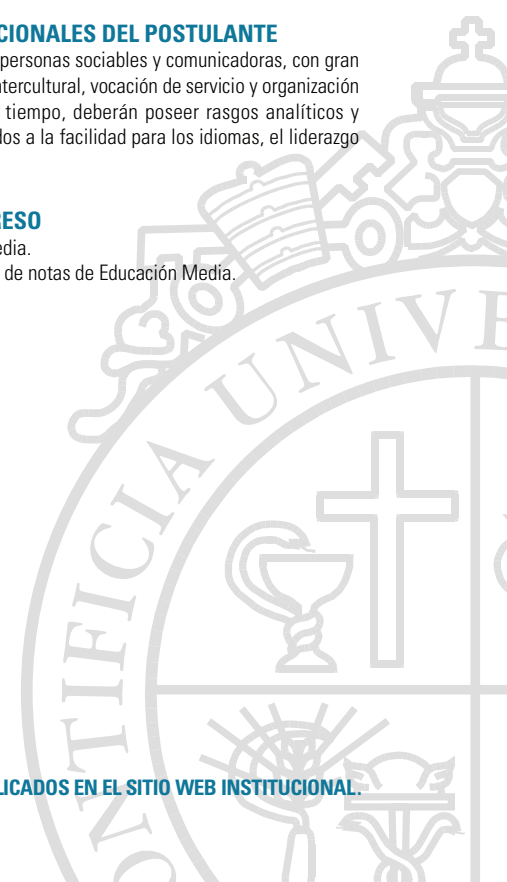 CIONALES DEL POSTULANTE
personas sociables y comunicadoras, con gran
ntercultural, vocación de servicio y organización
tiempo, deberán poseer rasgos analíticos y
dos a la facilidad para los idiomas, el liderazgo
RESO
edia.
de notas de Educación Media.
LICADOS EN EL SITIO WEB INSTITUCIONAL.
ONTIFICIA UNIVE